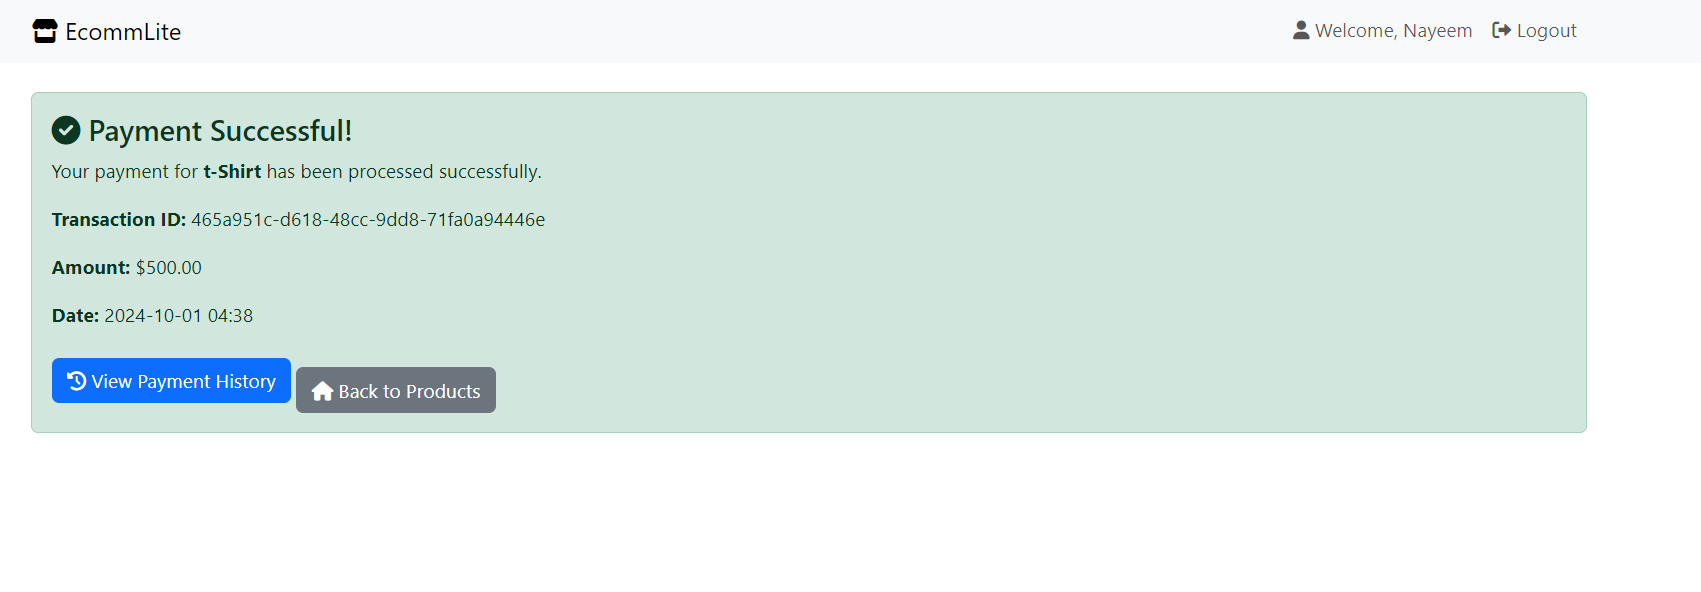 EcommLite
Welcome, Nayeem
Logout
Payment Successful!
Your payment for t-Shirt has been processed successfully.
Transaction ID: 465a951c-d618-48cc-9dd8-71fa0a94446e
Amount: $500.00
Date: 2024-10-01 04:38
View Payment History
Back to Products